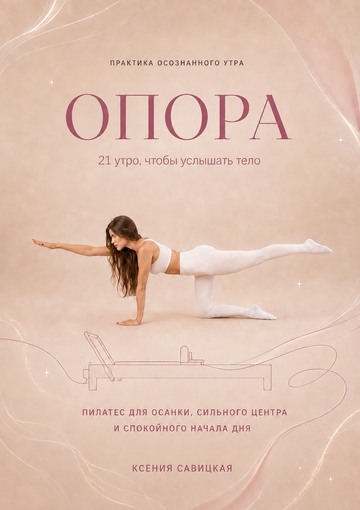 ПРАКТИКА ОСОЗНАННОГО УТРА
ОПОРА
21 утро, чтобы услышать тело
ПИЛАТЕС ДЛЯ ОСАНКИ, СИЛЬНОГО ЦЕНТРА
И СПОКОЙНОГО НАЧАЛА ДНЯ
КСЕНИЯ САВИЦКАЯ